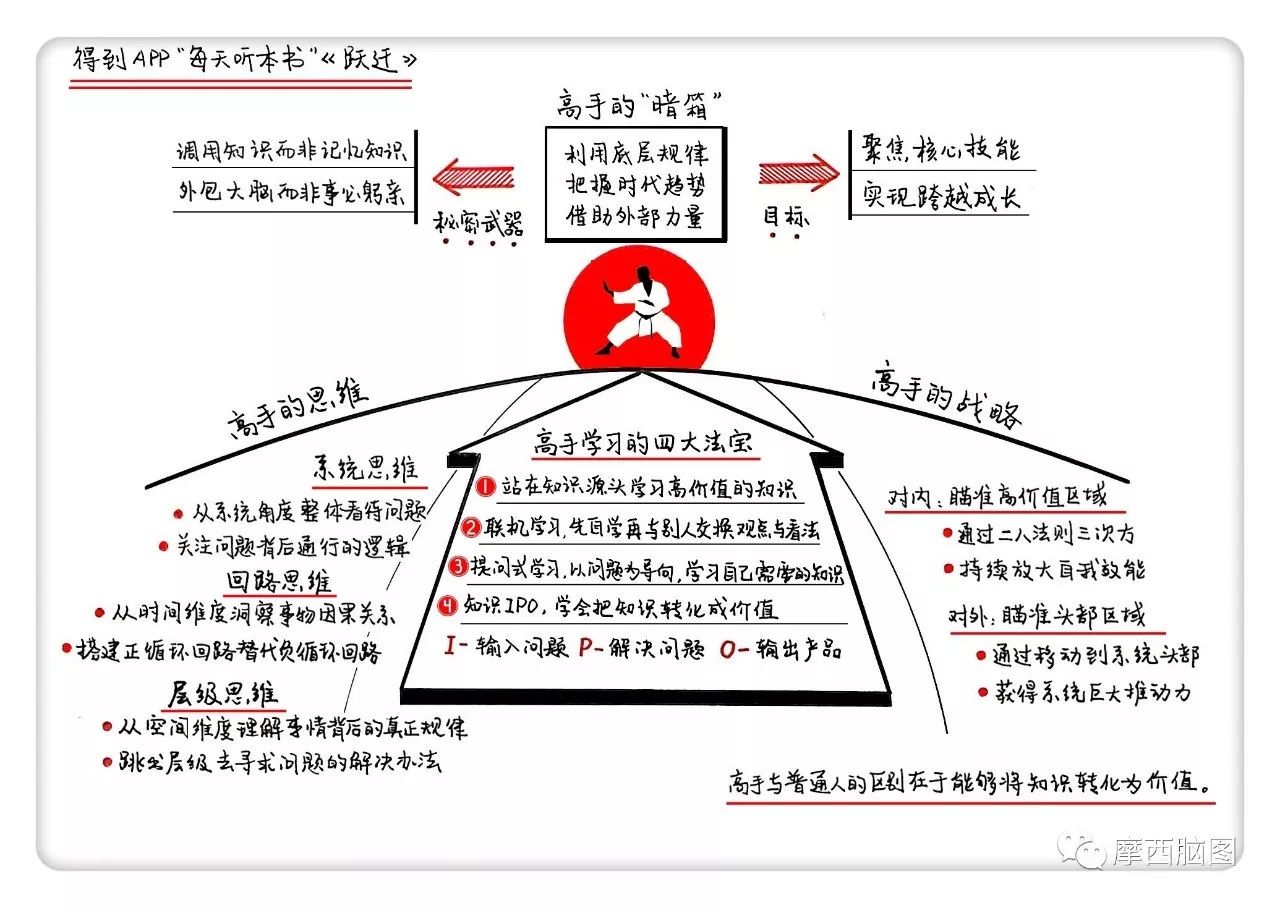 得到APP“每天听本书”《跃迁》
高手的“暗箱”
调用知识而非记忆知识
外包大脑而非事必躬亲
秘密武器
利用底层规律
把握时代趋势
借助外部力量
目标
聚焦核心技能
实现跨越成长
高手的思维
系统思维
从系统角度整体看待问题
关注问题背后通行的逻辑
回路思维
从时间维度洞察事物因果关系
搭建正循环回路替代负循环回路
层级思维
从空间维度理解事情背后的真正规律
跳出层级去寻求问题的解决办法
高手学习的四大法宝
1 站在知识源头学习高价值的知识
2 联机学习,先自学再与别人交换观点与看法
3 提问式学习,以问题为导向,学习自己需要的知识
4 知识IPO,学会把知识转化成价值
I-输入问题 P-解决问题 O-输出产品
高手的战略
对内:瞄准高价值区域
通过二八法则三次方
持续放大自我效能
对外:瞄准头部区域
通过移动到系统头部
获得系统巨大推动力
高手与普通人的区别在于能够将知识转化为价值。
摩西脑图